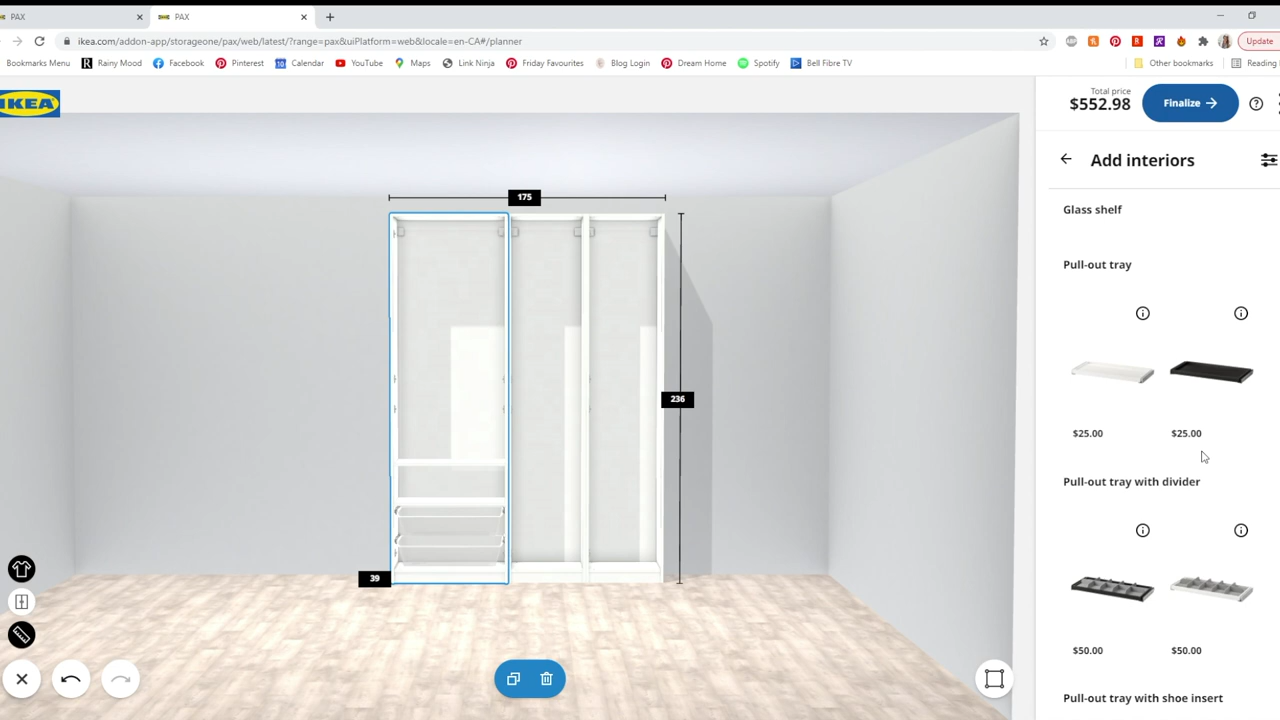 PAX
PAX
ikea.com/addon-app/storageone/pax/web/latest/?range=pax&uiPlatform=web&locale=en-CA#/planner
Update
Bookmarks Menu
Rainy Mood
Facebook
Pinterest
Calendar
YouTube
Maps
Link Ninja
Friday Favourites
Blog Login
Dream Home
Spotify
Bell Fibre TV
Other bookmarks
Reading
IKEA
Total price
$552.98
Finalize
Add interiors
Glass shelf
Pull-out tray
$25.00
$25.00
Pull-out tray with divider
$50.00
$50.00
Pull-out tray with shoe insert
175
236
39